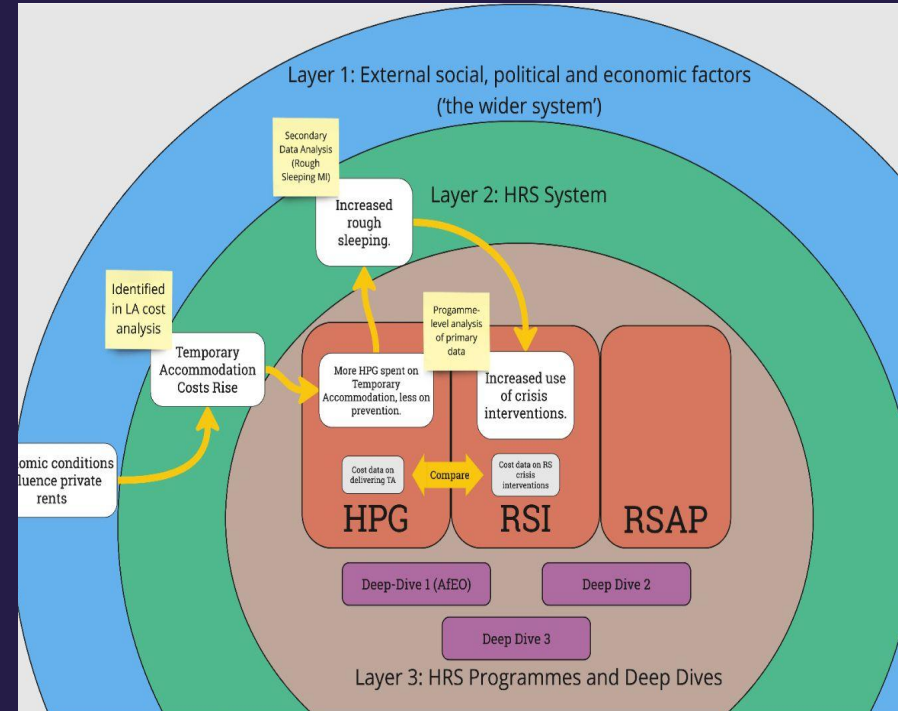 Layer 1: External social, political and economic factors
(‘the wider system’)
Secondary
Data Analysis
(Rough
Sleeping MI)
Increased
rough
sleeping.
Layer 2: HRS System
Identified
in LA cost
analysis
Temporary
Accommodation
Costs Rise
Progamme-
level analysis
of primary
data
More HPG spent on
Temporary
Accommodation, less on
prevention.
Increased use
of crisis
interventions.
omic conditions
luence private
rents
Cost data on
delivering TA
Compare
Cost data on RS
crisis
interventions
HPG
RSI
RSAP
Deep-Dive 1 (AfEO)
Deep Dive 2
Deep Dive 3
Layer 3: HRS Programmes and Deep Dives